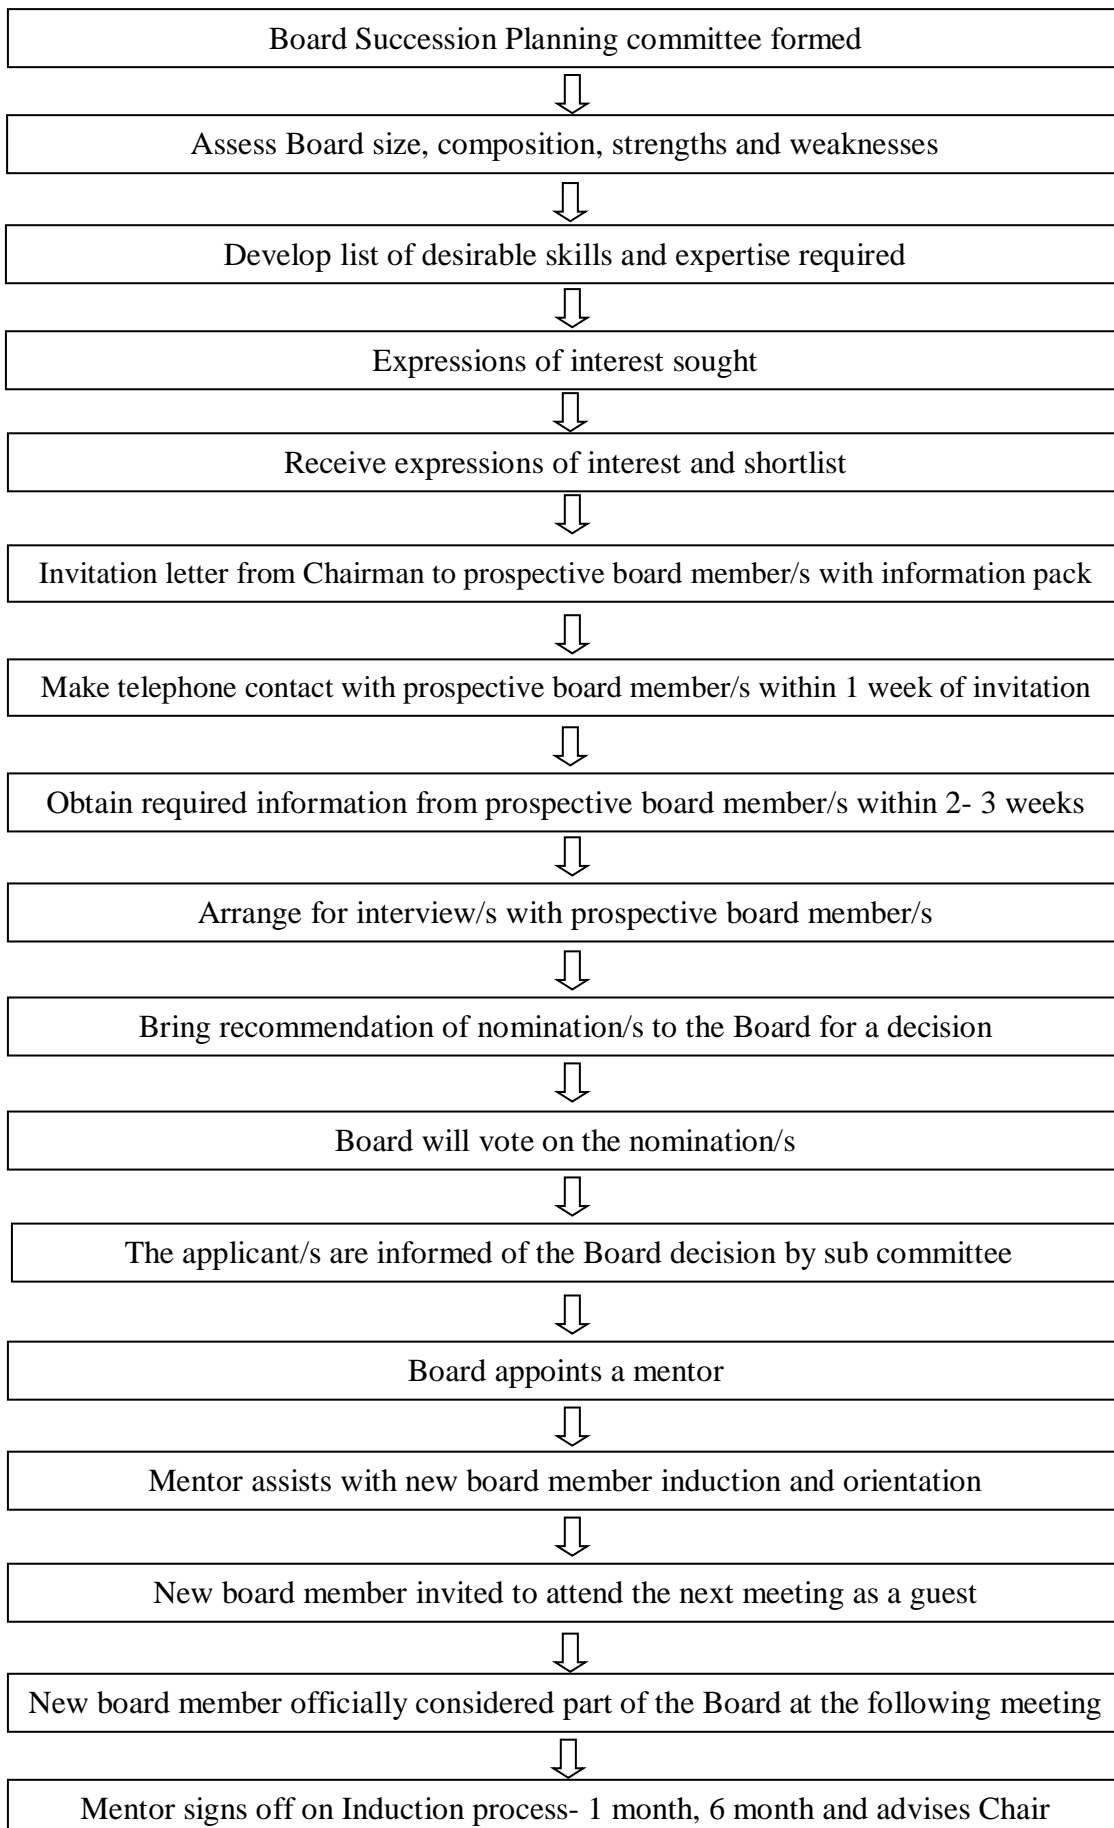 Board Succession Planning committee formed
Assess Board size, composition, strengths and weaknesses
Develop list of desirable skills and expertise required
Expressions of interest sought
Receive expressions of interest and shortlist
Invitation letter from Chairman to prospective board member/s with information pack
Make telephone contact with prospective board member/s within 1 week of invitation
Obtain required information from prospective board member/s within 2- 3 weeks
Arrange for interview/s with prospective board member/s
Bring recommendation of nomination/s to the Board for a decision
Board will vote on the nomination/s
The applicant/s are informed of the Board decision by sub committee
Board appoints a mentor
Mentor assists with new board member induction and orientation
New board member invited to attend the next meeting as a guest
New board member officially considered part of the Board at the following meeting
Mentor signs off on Induction process- 1 month, 6 month and advises Chair